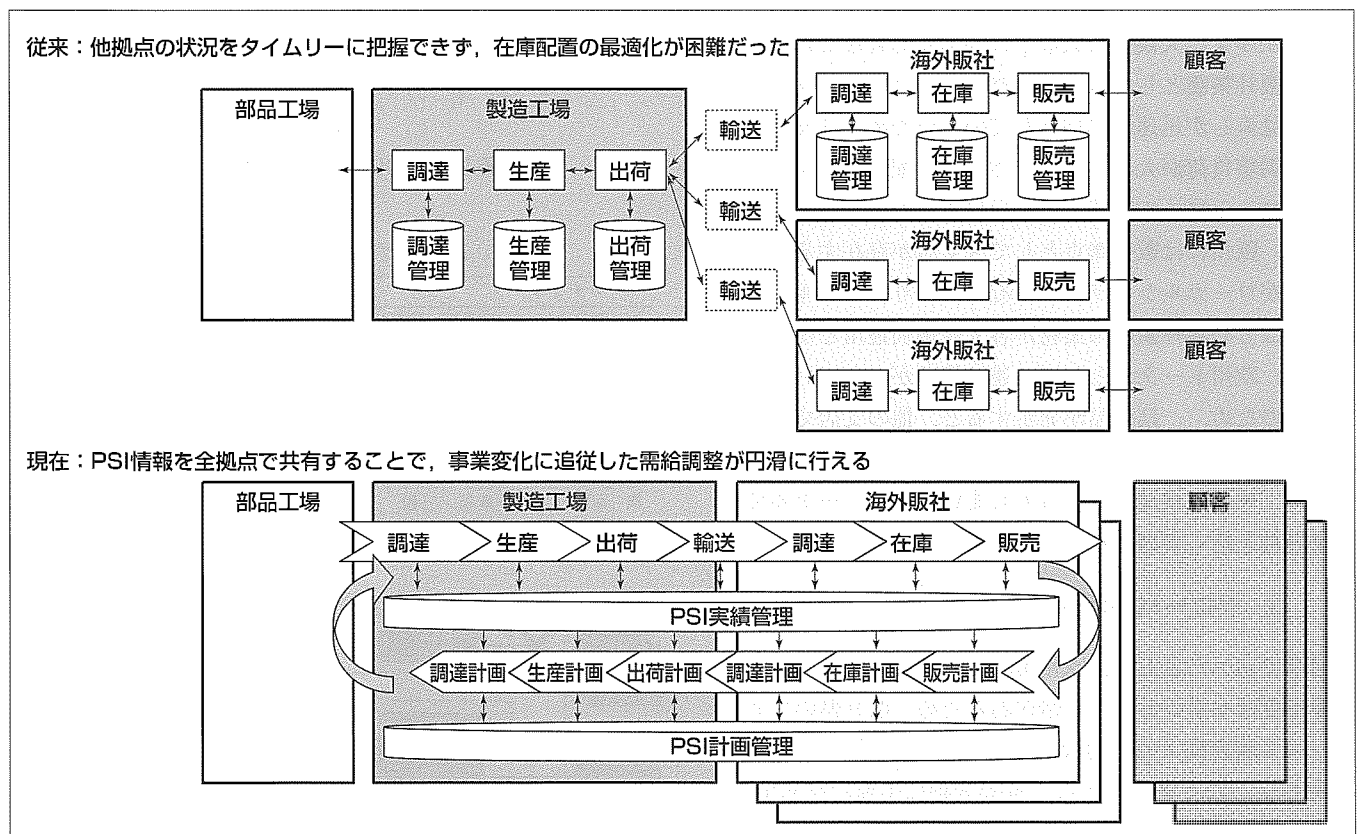 従来：他拠点の状況をタイムリーに把握できず，在庫配置の最適化が困難だった
部品工場
製造工場
調達
生産
出荷
調達
管理
生産
管理
出荷
管理
輸送
輸送
輸送
海外販社
調達
在庫
販売
調達
管理
在庫
管理
販売
管理
顧客
海外販社
調達
在庫
販売
顧客
海外販社
調達
在庫
販売
顧客
現在：PSI情報を全拠点で共有することで，事業変化に追従した需給調整が円滑に行える
部品工場
製造工場
海外販社
顧客
調達
生産
出荷
輸送
調達
在庫
販売
PSI実績管理
調達計画
生産計画
出荷計画
調達計画
在庫計画
販売計画
PSI計画管理